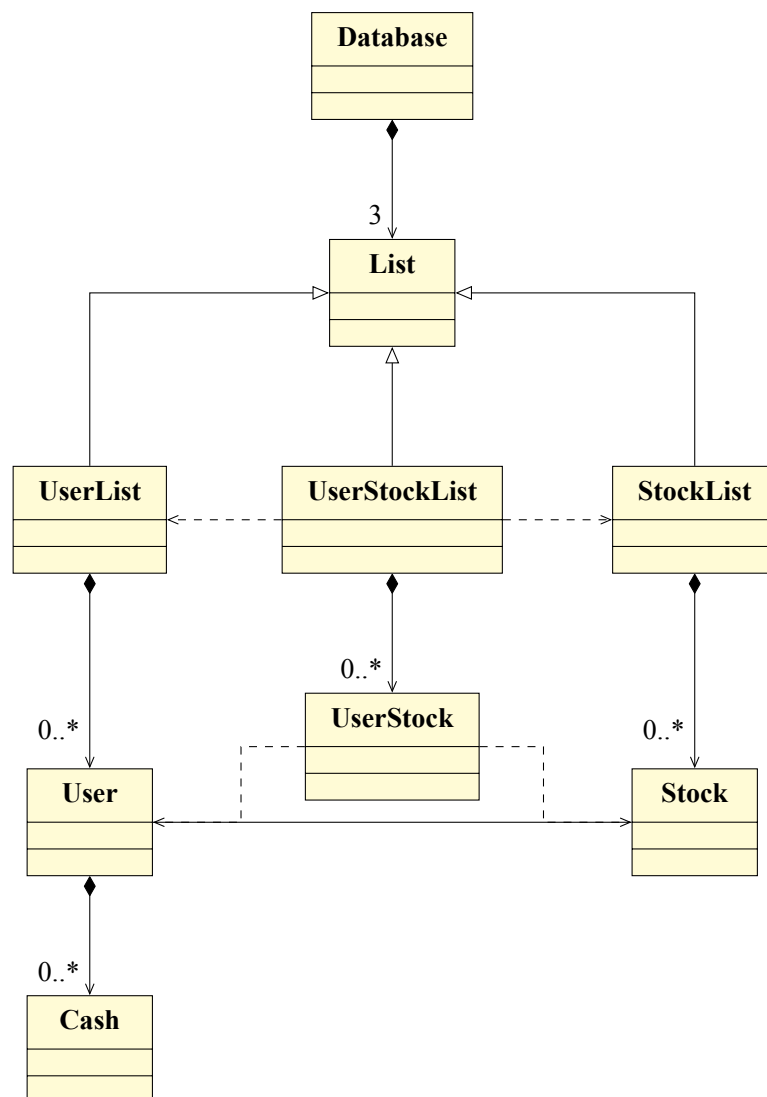 Database
3
List
UserList
UserStockList
StockList
0..*
UserStock
0..*
0..*
User
Stock
0..*
Cash